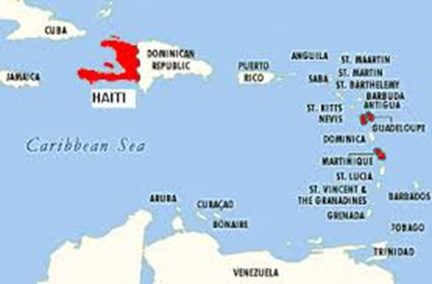 CUBA
JAMAICA
HAITI
DOMINICAN
REPUBLIC
PUERTO
RICO
ANGUILA
ST. MAARTIN
SABA
ST. MARTIN
ST. BARTHELEMY
BARBUDA
ANTIGUA
ST. KITTS
NEVIS
GUADELOUPE
DOMINICA
MARTINIQUE
ST. LUCIA
ST. VINCENT &
THE GRANADINES
BARBADOS
GRENADA
TOBAGO
TRINIDAD
Caribbean Sea
ARUBA
CURAÇAO
BONAIRE
VENEZUELA